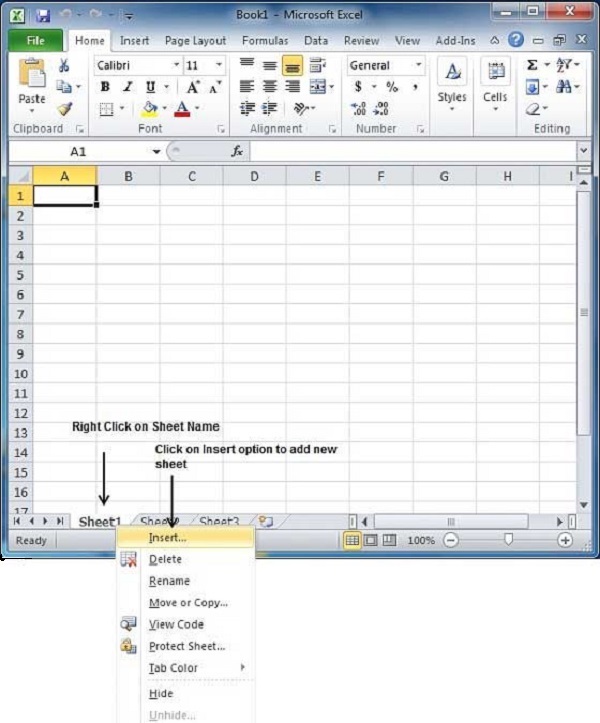 Book1 - Microsoft Excel
File Home Insert Page Layout Formulas Data Review View Add-Ins
Calibri 11 General
Paste B I U A A $ % , Styles Cells
Clipboard Font Alignment Number Editing
A1 fx
A B C D E F G H I
1
2
3
4
5
6
7
8
9
10
11
12
13 Right Click on Sheet Name
14 Click on Insert option to add new
sheet
15
16
17
Sheet1 Sheet3
Ready 100%
Insert...
Delete
Rename
Move or Copy...
View Code
Protect Sheet...
Tab Color
Hide
Unhide...